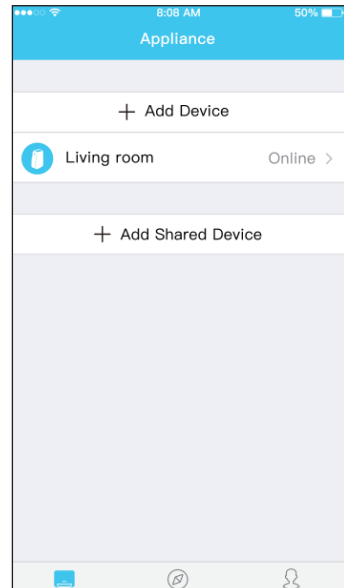 8:08 AM 50%
Appliance
+ Add Device
Living room Online >
+ Add Shared Device